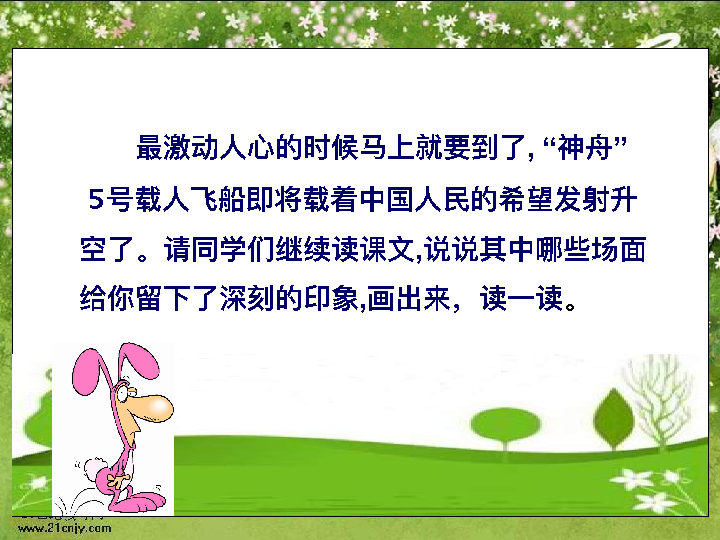 最激动人心的时候马上就要到了, “神舟”
5号载人飞船即将载着中国人民的希望发射升
空了。请同学们继续读课文,说说其中哪些场面
给你留下了深刻的印象,画出来，读一读。
www.21cnjy.com